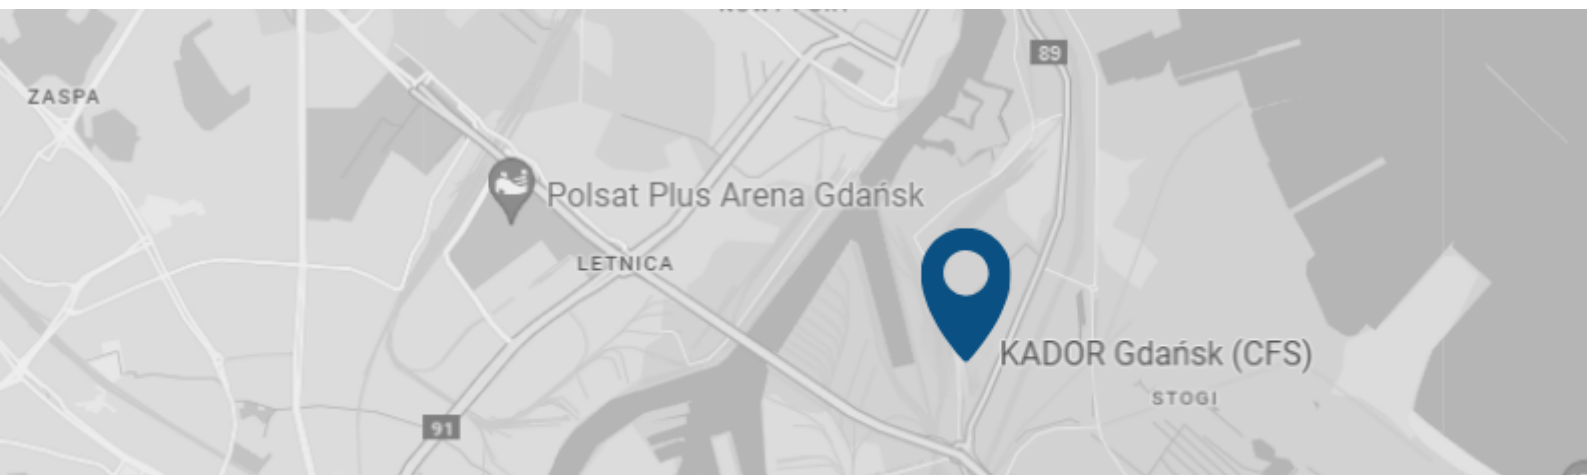 ZASPA
89
Polsat Plus Arena Gdańsk
LETNICA
KADOR Gdańsk (CFS)
STOGI
91